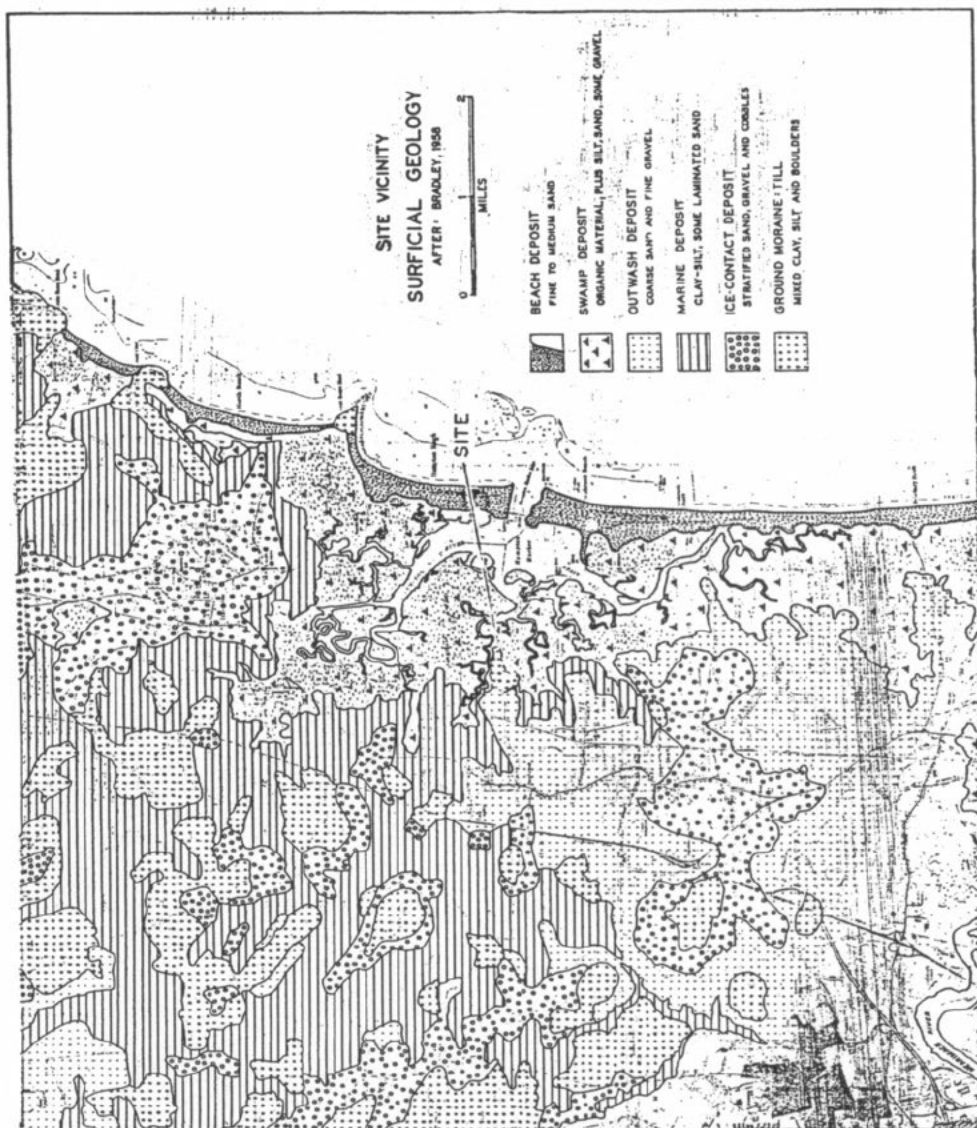 SITE VICINITY
SURFICIAL GEOLOGY
AFTER: BRADLEY, 1958
0 1 2
MILES
BEACH DEPOSIT
FINE TO MEDIUM SAND
SWAMP DEPOSIT
ORGANIC MATERIAL, PLUS SILT, SAND, SOME GRAVEL
OUTWASH DEPOSIT
COARSE SAND AND FINE GRAVEL
MARINE DEPOSIT
CLAY-SILT, SOME LAMINATED SAND
ICE-CONTACT DEPOSIT
STRATIFIED SAND, GRAVEL AND COBBLES
GROUND MORAINE: TILL
MIXED CLAY, SILT AND BOULDERS
SITE
RIVER